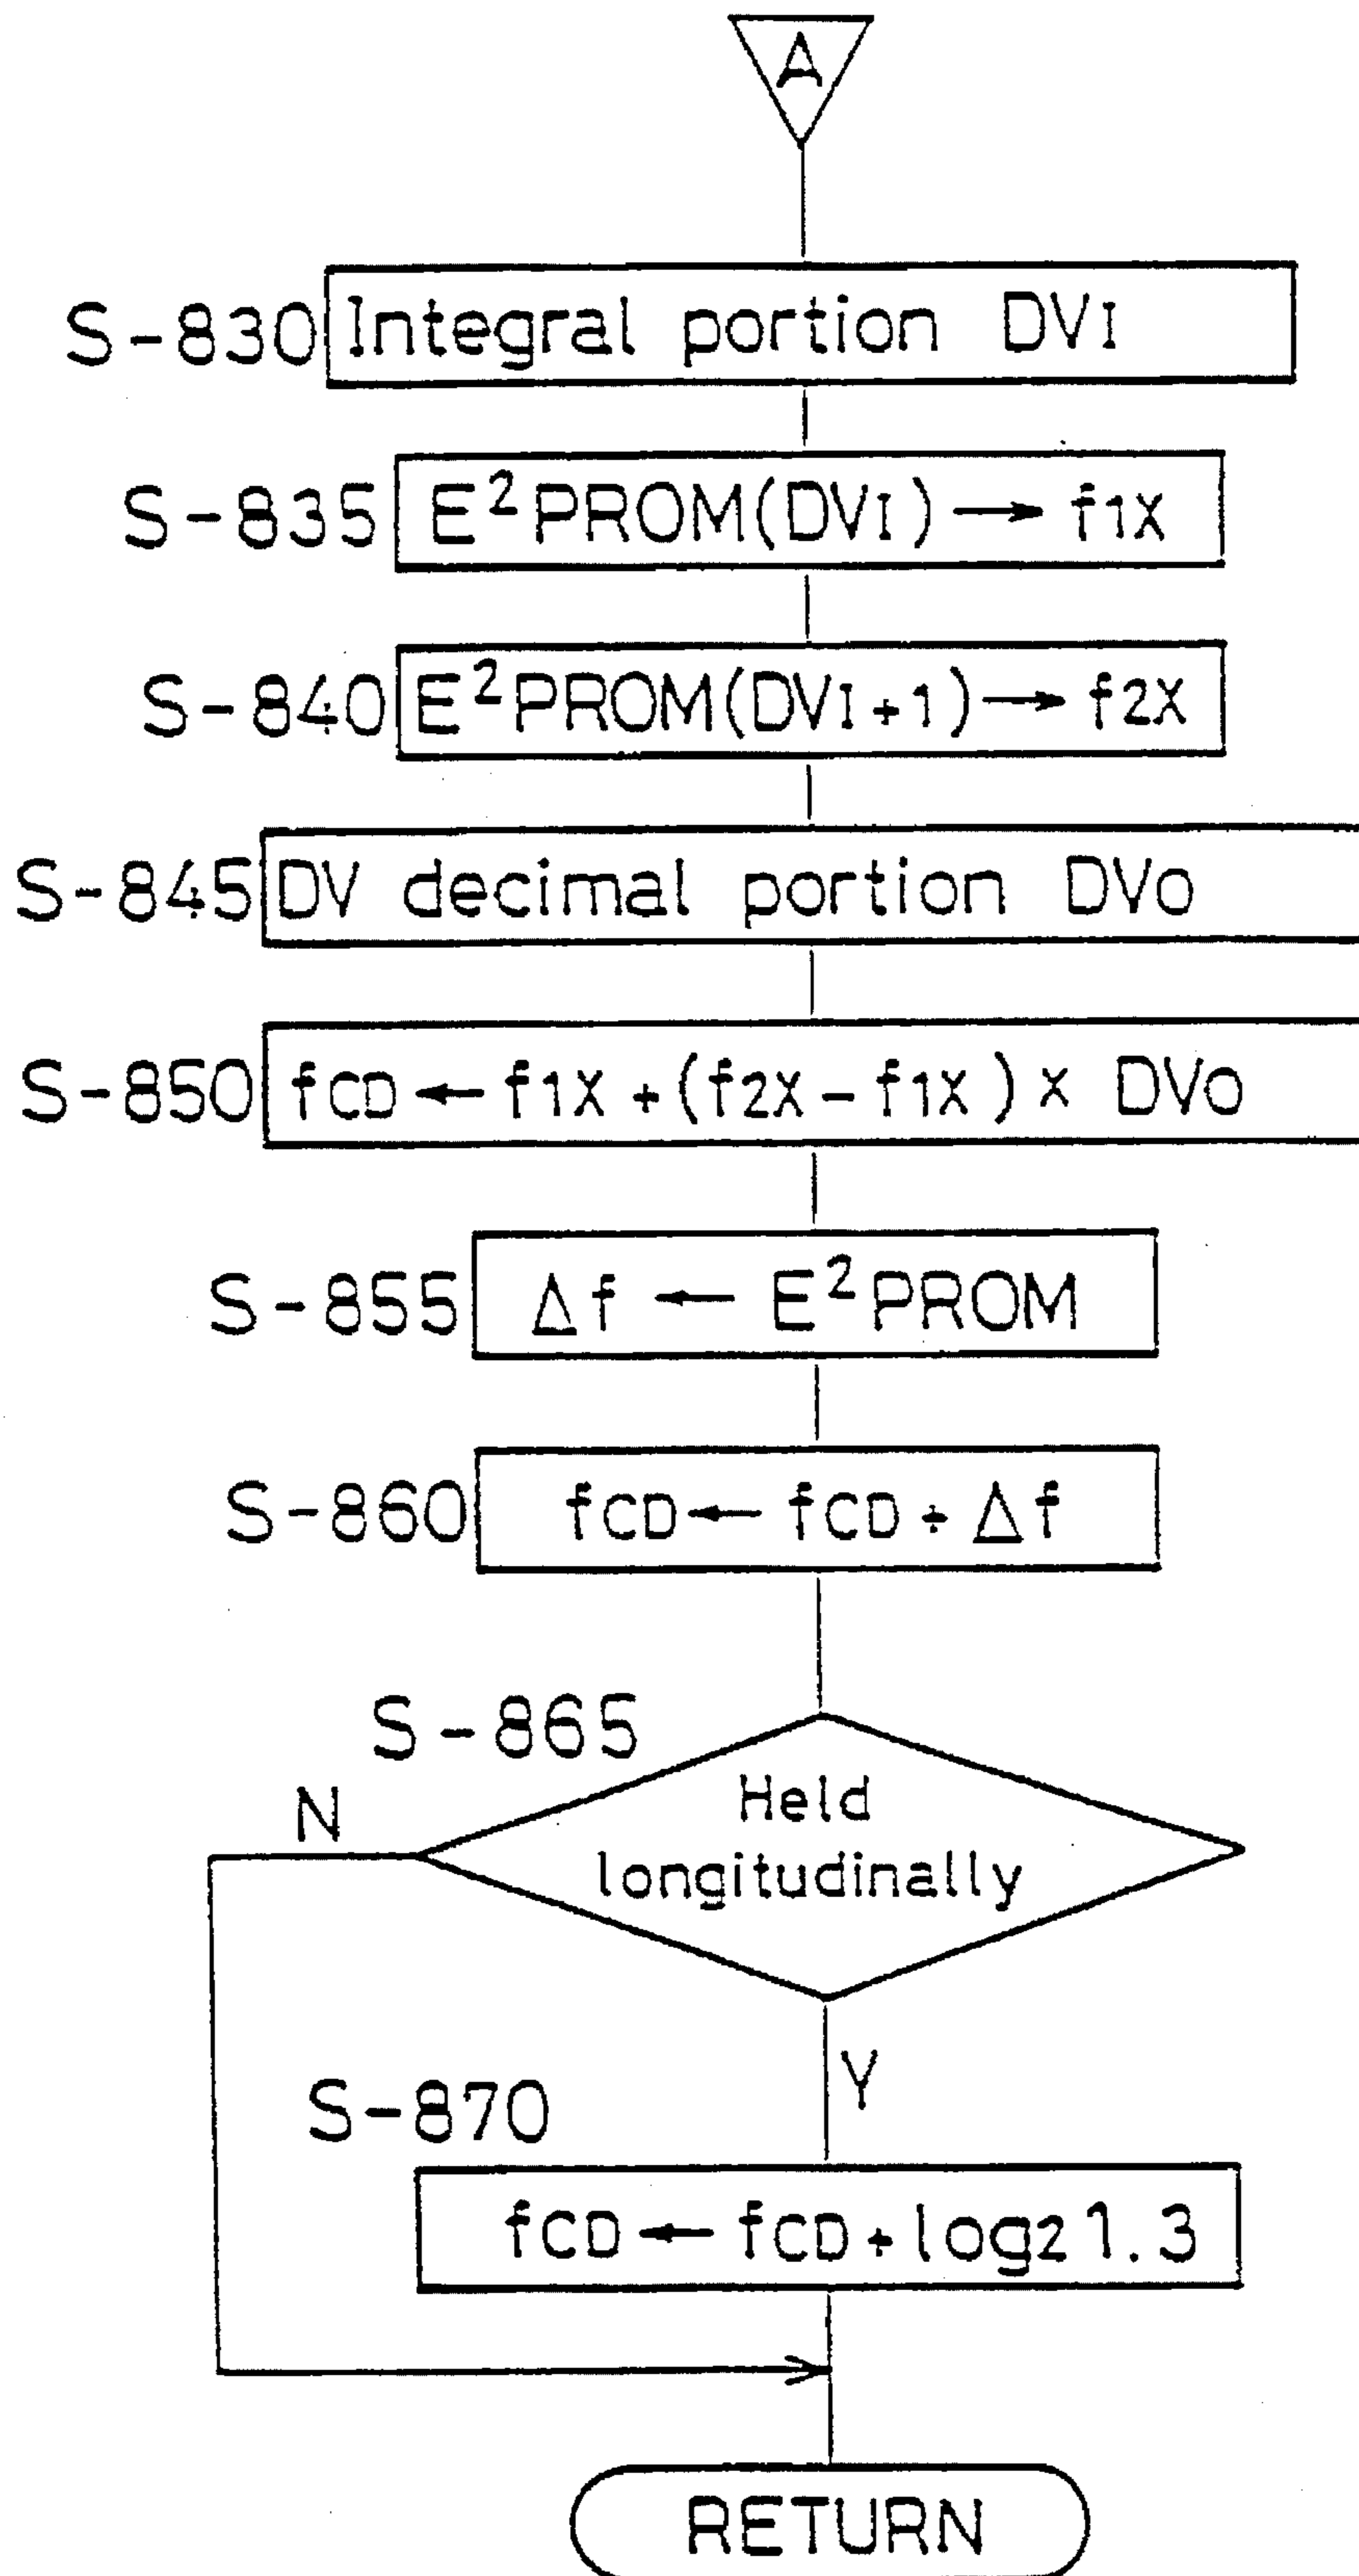 A
S-830 Integral portion DVI
S-835 E²PROM(DVI) → f1X
S-840 E²PROM(DVI+1) → f2X
S-845 DV decimal portion DVo
S-850 fCD ← f1X + (f2X - f1X) × DVo
S-855 Δf ← E²PROM
S-860 fCD ← fCD + Δf
S-865
Held
longitudinally
N
Y
S-870
fCD ← fCD + log2 1.3
RETURN